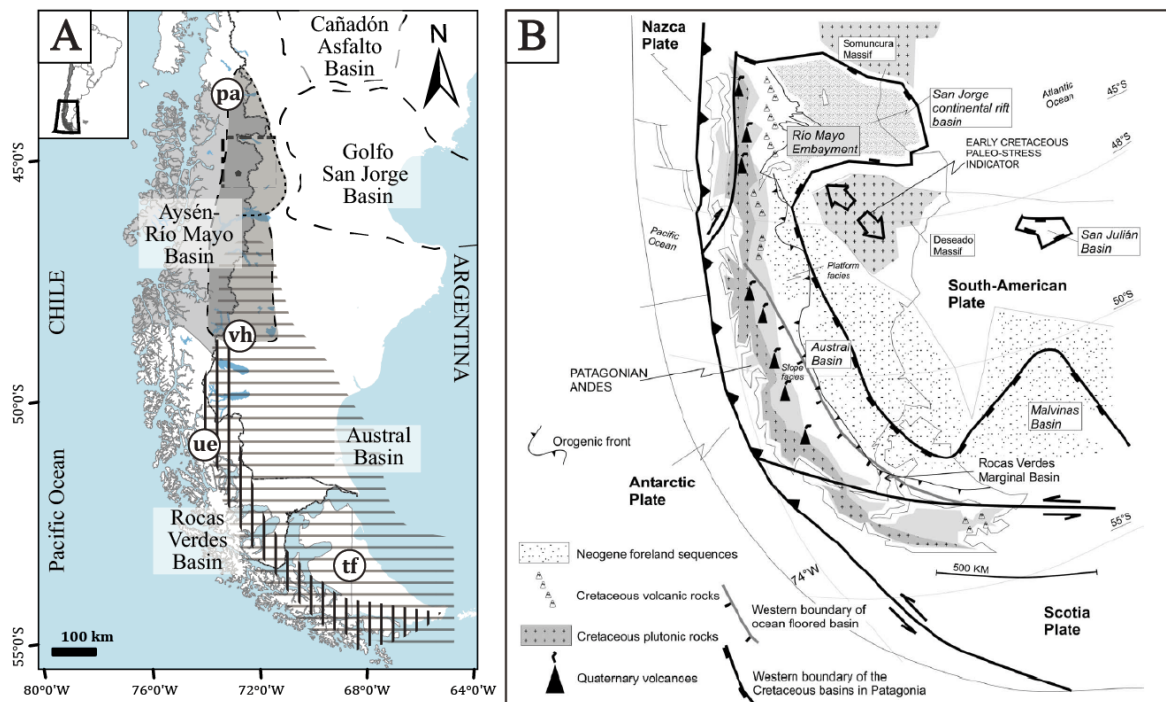 A
Cañadón
Asfalto
Basin
N
pa
45°S
Golfo
San Jorge
Basin
Aysén-
Río Mayo
Basin
CHILE
ARGENTINA
vh
50°S
ue
Austral
Basin
Pacific Ocean
Rocas
Verdes
Basin
tf
100 km
55°S
80°0'W
76°0'W
72°0'W
68°0'W
64°0'W
B
Nazca
Plate
Somuncura
Massif
San Jorge
continental rift
basin
Atlantic
Ocean
45°S
Río Mayo
Embayment
EARLY CRETACEOUS
PALEO-STRESS
INDICATOR
48°S
Pacific
Ocean
Deseado
Massif
San Julián
Basin
Platform
facies
South-American
Plate
50°S
Austral
Basin
PATAGONIAN
ANDES
Slope
facies
Malvinas
Basin
Orogenic front
Rocas Verdes
Marginal Basin
Antarctic
Plate
55°S
74°W
500 KM
Neogene foreland sequences
Cretaceous volcanic rocks
Western boundary of
ocean floored basin
Scotia
Plate
Cretaceous plutonic rocks
Quaternary volcances
Western boundary of the
Cretaceous basins in Patagonia